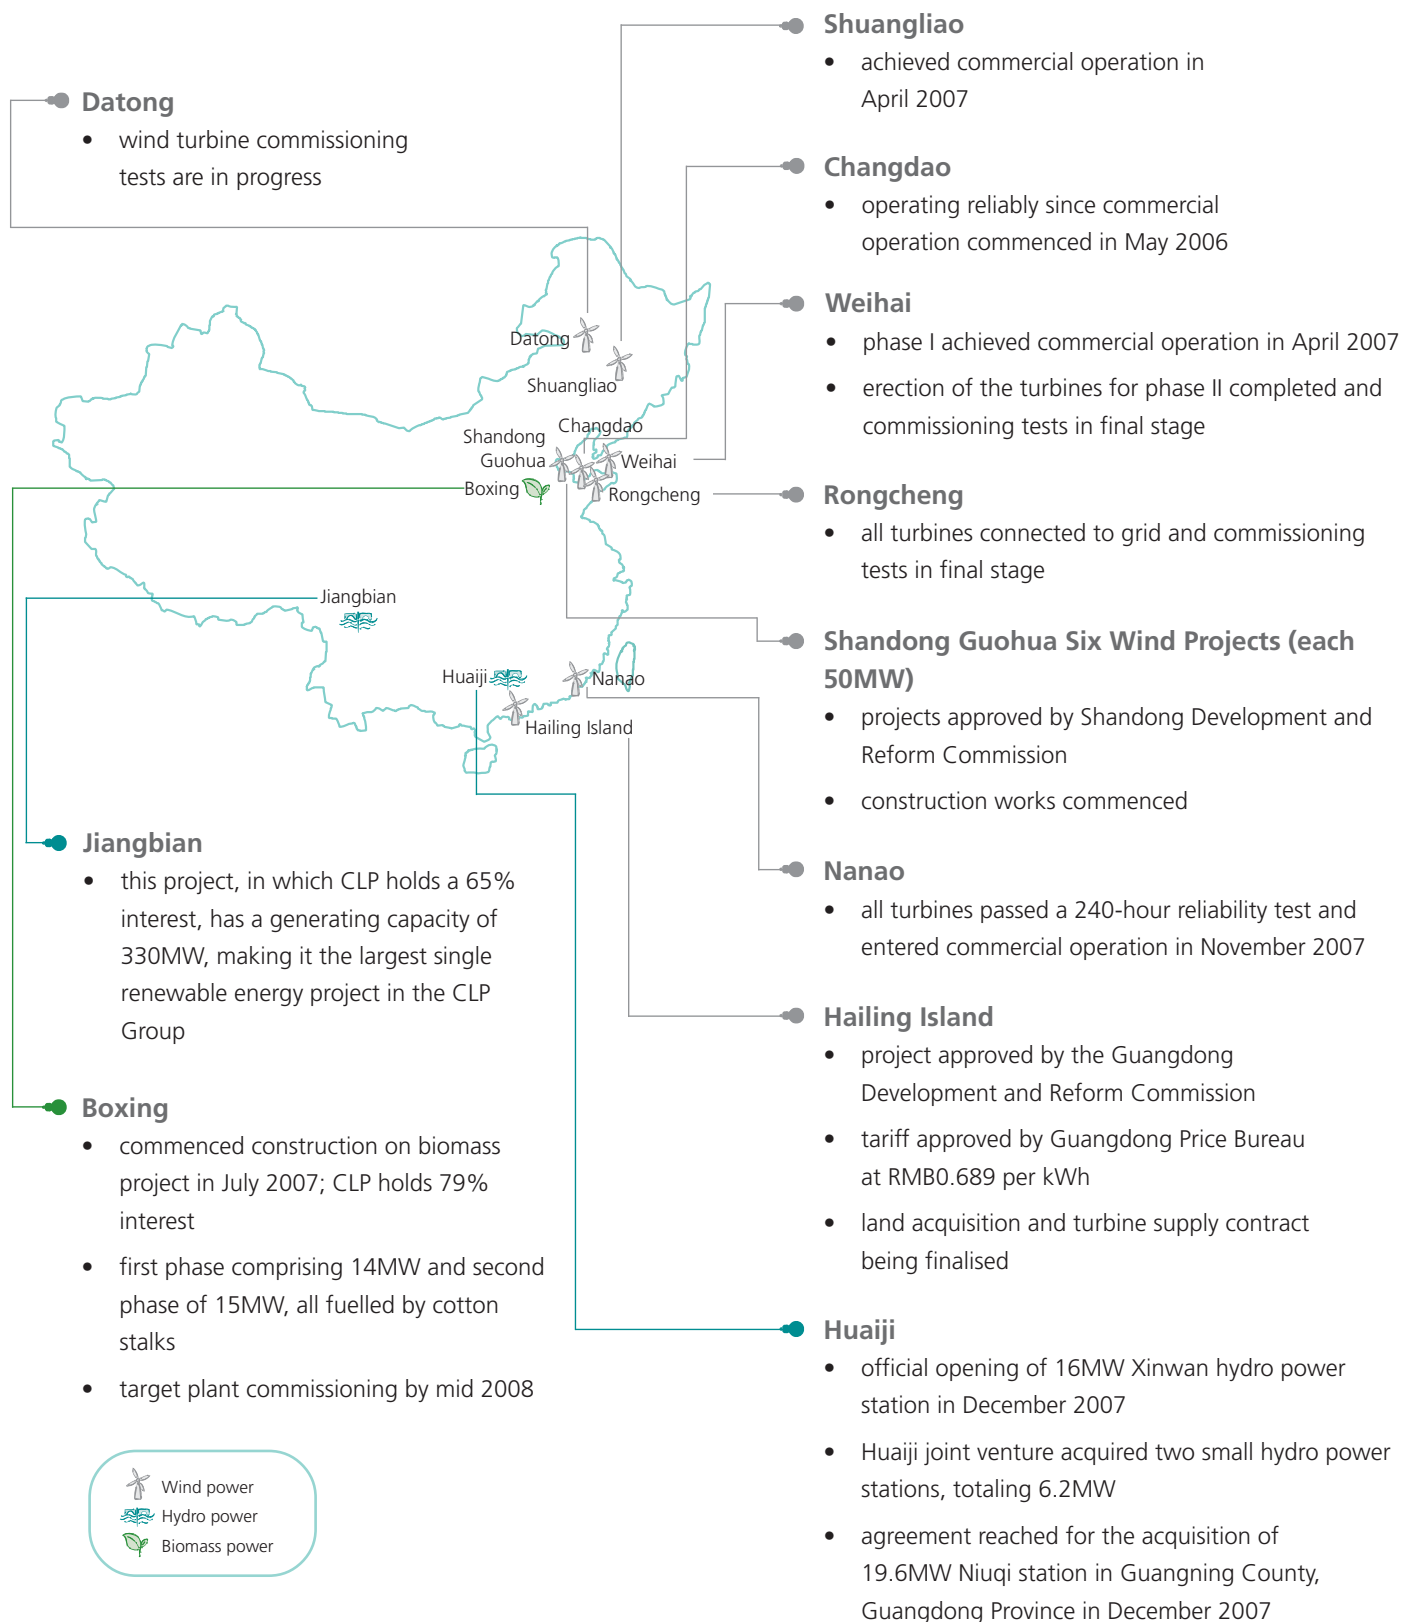 Datong
• wind turbine commissioning
tests are in progress
Shuangliao
• achieved commercial operation in
April 2007
Changdao
• operating reliably since commercial
operation commenced in May 2006
Weihai
• phase I achieved commercial operation in April 2007
• erection of the turbines for phase II completed and
commissioning tests in final stage
Rongcheng
• all turbines connected to grid and commissioning
tests in final stage
Shandong Guohua Six Wind Projects (each
50MW)
• projects approved by Shandong Development and
Reform Commission
• construction works commenced
Nanao
• all turbines passed a 240-hour reliability test and
entered commercial operation in November 2007
Hailing Island
• project approved by the Guangdong
Development and Reform Commission
• tariff approved by Guangdong Price Bureau
at RMB0.689 per kWh
• land acquisition and turbine supply contract
being finalised
Huaiji
• official opening of 16MW Xinwan hydro power
station in December 2007
• Huaiji joint venture acquired two small hydro power
stations, totaling 6.2MW
• agreement reached for the acquisition of
19.6MW Niuqi station in Guangning County,
Guangdong Province in December 2007
Datong
Shuangliao
Changdao
Shandong
Guohua
Weihai
Boxing
Rongcheng
Jiangbian
Huaiji
Nanao
Hailing Island
Jiangbian
• this project, in which CLP holds a 65%
interest, has a generating capacity of
330MW, making it the largest single
renewable energy project in the CLP
Group
Boxing
• commenced construction on biomass
project in July 2007; CLP holds 79%
interest
• first phase comprising 14MW and second
phase of 15MW, all fuelled by cotton
stalks
• target plant commissioning by mid 2008
Wind power
Hydro power
Biomass power